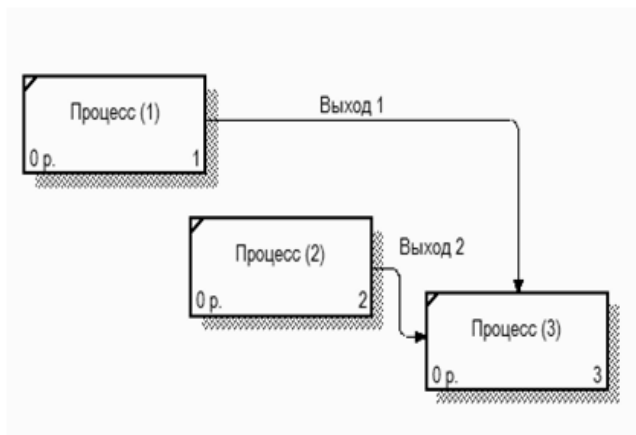 Процесс (1)
Выход 1
0 р.
1
Процесс (2)
Выход 2
0 р.
2
Процесс (3)
0 р.
3